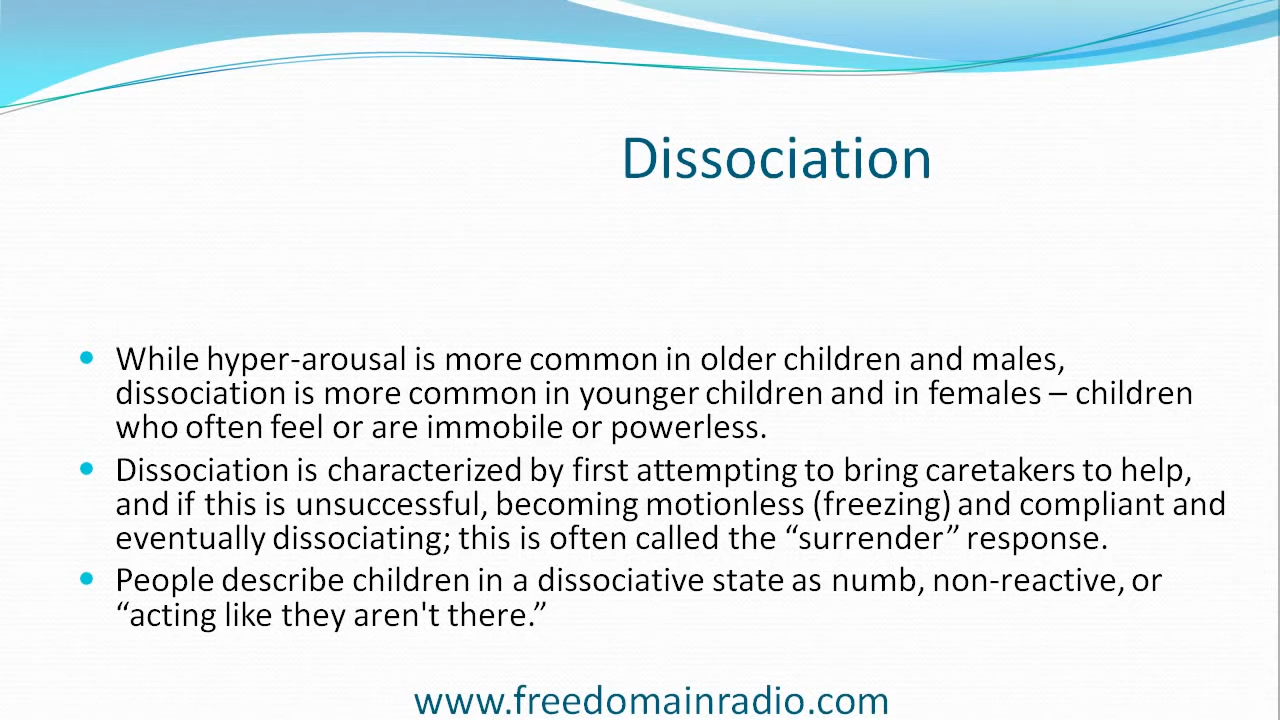 Dissociation
• While hyper-arousal is more common in older children and males,
dissociation is more common in younger children and in females – children
who often feel or are immobile or powerless.
• Dissociation is characterized by first attempting to bring caretakers to help,
and if this is unsuccessful, becoming motionless (freezing) and compliant and
eventually dissociating; this is often called the “surrender” response.
• People describe children in a dissociative state as numb, non-reactive, or
“acting like they aren't there.”
www.freedomainradio.com